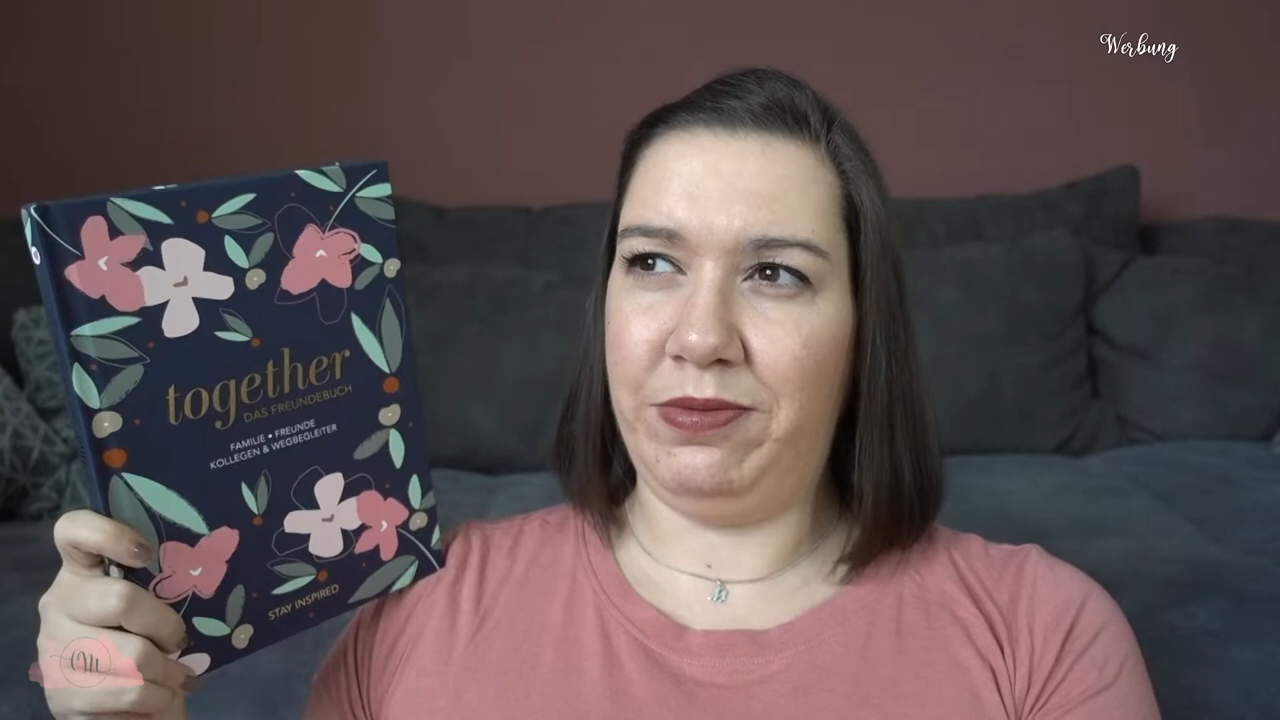 Werbung
together
DAS FREUNDEBUCH
FAMILIE • FREUNDE
KOLLEGEN & WEGBEGLEITER
STAY INSPIRED
M